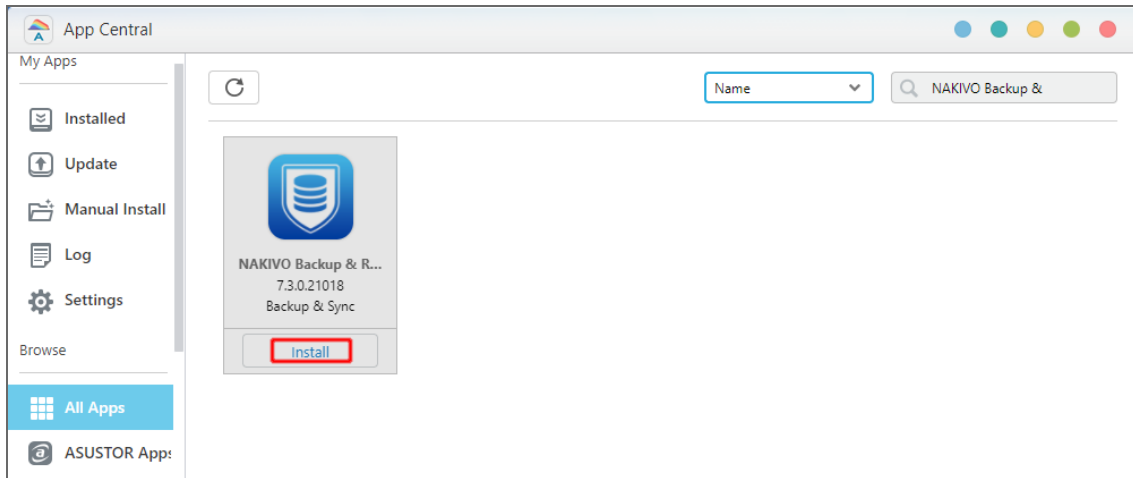 App Central
My Apps
Installed
Update
Manual Install
Log
Settings
Browse
All Apps
ASUSTOR Apps
Name
NAKIVO Backup &
NAKIVO Backup & R...
7.3.0.21018
Backup & Sync
Install